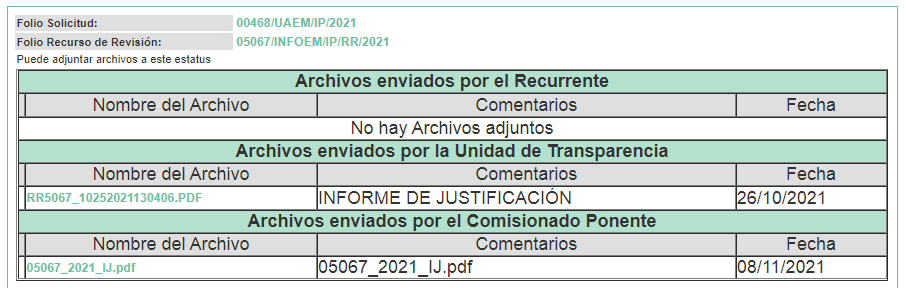 Folio Solicitud: 00468/UAEM/IP/2021
Folio Recurso de Revisión: 05067/INFOEM/IP/RR/2021
Puede adjuntar archivos a este estatus
Archivos enviados por el Recurrente
Nombre del Archivo Comentarios Fecha
No hay Archivos adjuntos
Archivos enviados por la Unidad de Transparencia
Nombre del Archivo Comentarios Fecha
RR5067_10252021130406.PDF INFORME DE JUSTIFICACIÓN 26/10/2021
Archivos enviados por el Comisionado Ponente
Nombre del Archivo Comentarios Fecha
05067_2021_IJ.pdf 05067_2021_IJ.pdf 08/11/2021